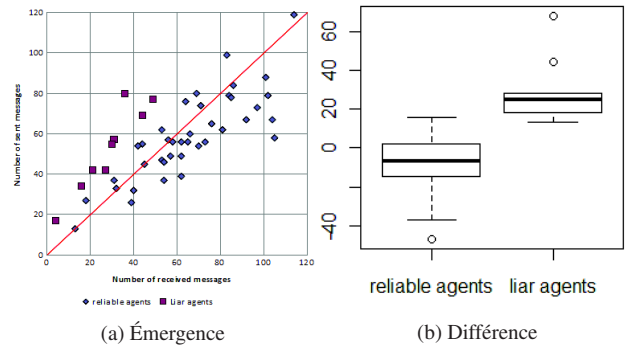 120
100
80
60
40
20
0
Number of sent messages
0 20 40 60 80 100 120
Number of received messages
reliable agents Liar agents
(a) Émergence
60
20
0
-40
reliable agents liar agents
(b) Différence